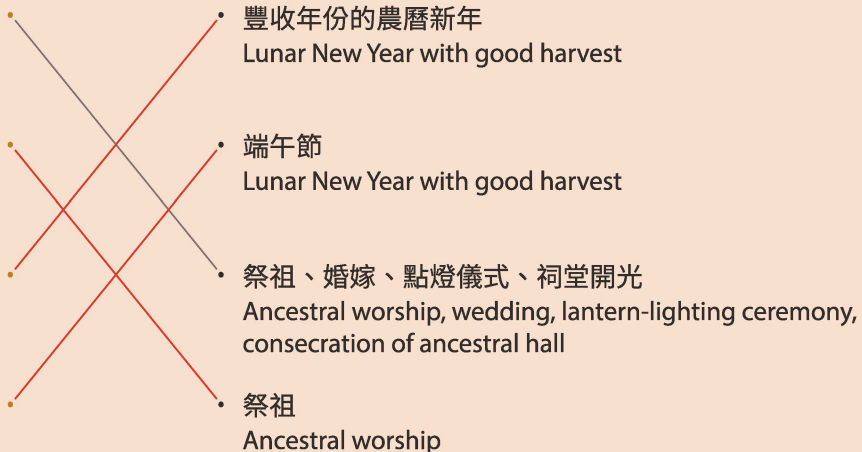 豐收年份的農曆新年
Lunar New Year with good harvest
端午節
Lunar New Year with good harvest
祭祖、婚嫁、點燈儀式、祠堂開光
Ancestral worship, wedding, lantern-lighting ceremony,
consecration of ancestral hall
祭祖
Ancestral worship